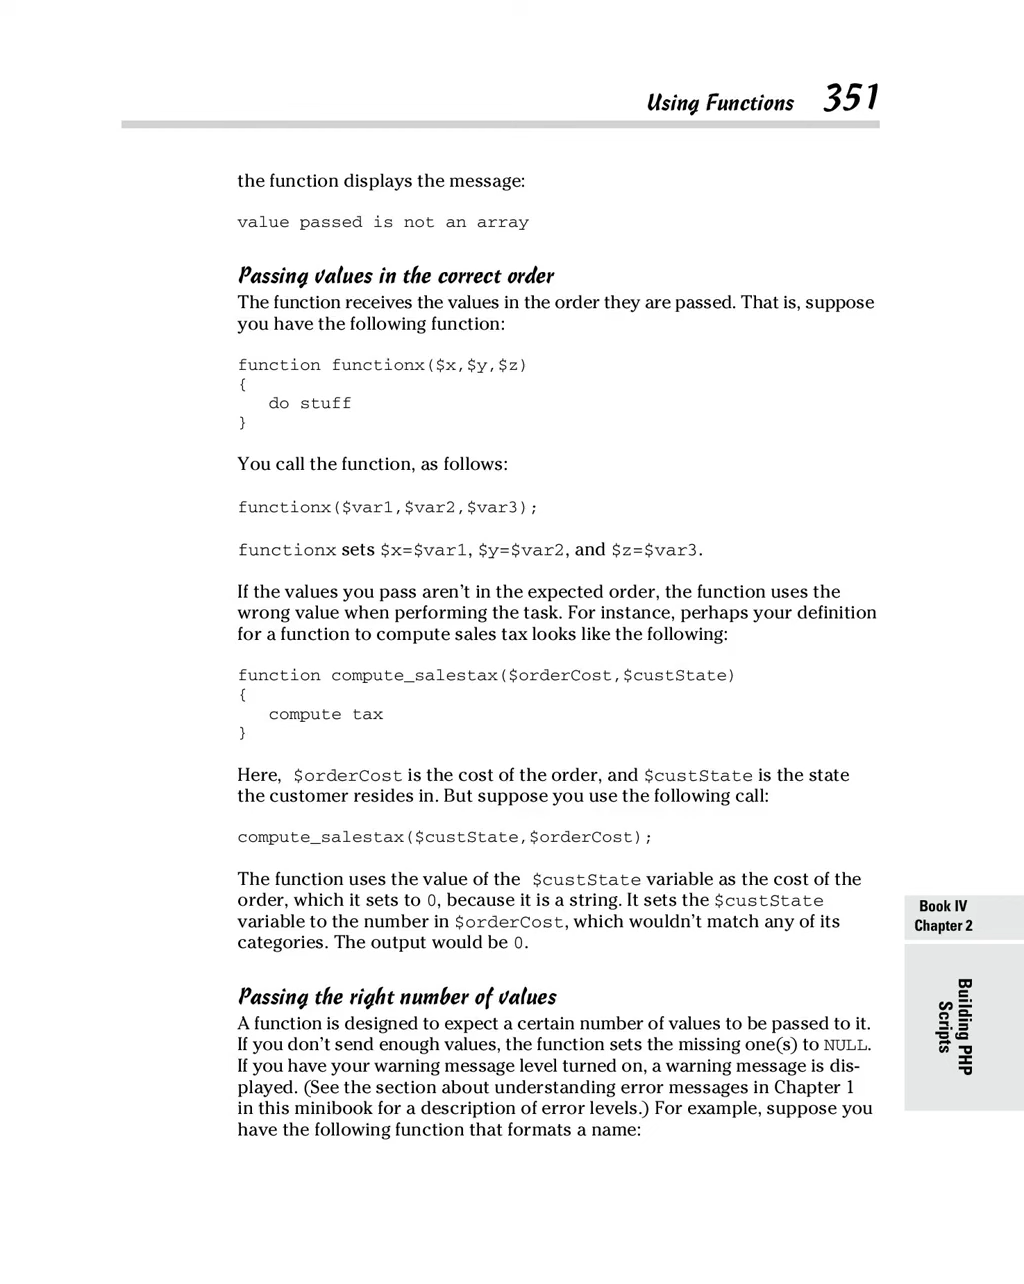 Using Functions 351
the function displays the message:
value passed is not an array
Passing values in the correct order
The function receives the values in the order they are passed. That is, suppose
you have the following function:
function functionx($x,$y,$z)
{
   do stuff
}
You call the function, as follows:
functionx($var1,$var2,$var3);
functionx sets $x=$var1, $y=$var2, and $z=$var3.
If the values you pass aren't in the expected order, the function uses the
wrong value when performing the task. For instance, perhaps your definition
for a function to compute sales tax looks like the following:
function compute_salestax($orderCost,$custState)
{
   compute tax
}
Here, $orderCost is the cost of the order, and $custState is the state
the customer resides in. But suppose you use the following call:
compute_salestax($custState,$orderCost);
The function uses the value of the $custState variable as the cost of the
order, which it sets to 0, because it is a string. It sets the $custState
variable to the number in $orderCost, which wouldn't match any of its
categories. The output would be 0.
Passing the right number of values
A function is designed to expect a certain number of values to be passed to it.
If you don't send enough values, the function sets the missing one(s) to NULL.
If you have your warning message level turned on, a warning message is dis-
played. (See the section about understanding error messages in Chapter 1
in this minibook for a description of error levels.) For example, suppose you
have the following function that formats a name:
Book IV
Chapter 2
Building PHP
Scripts